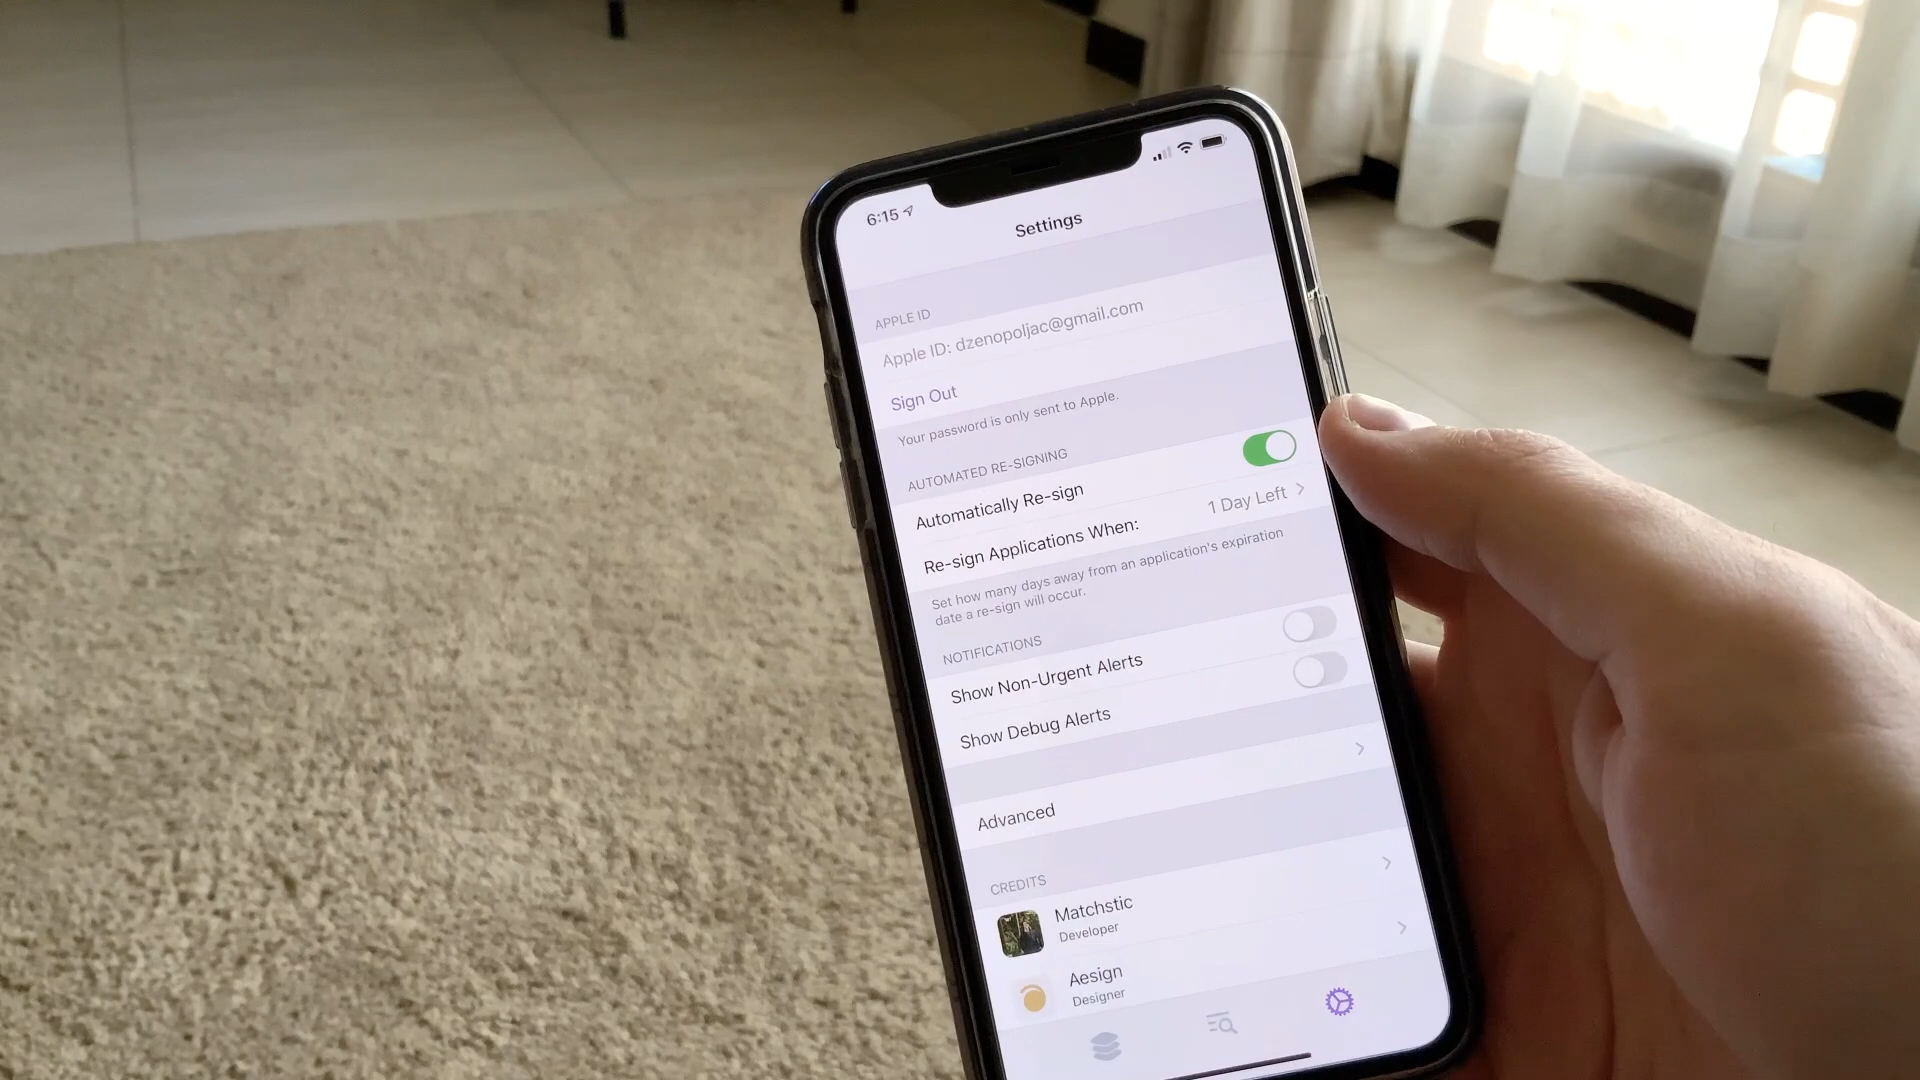 6:15
Settings
APPLE ID
Apple ID: dzenopoljac@gmail.com
Sign Out
Your password is only sent to Apple.
AUTOMATED RE-SIGNING
Automatically Re-sign
Re-sign Applications When: 1 Day Left
Set how many days away from an application's expiration
date a re-sign will occur.
NOTIFICATIONS
Show Non-Urgent Alerts
Show Debug Alerts
Advanced
CREDITS
Matchstic
Developer
Aesign
Designer